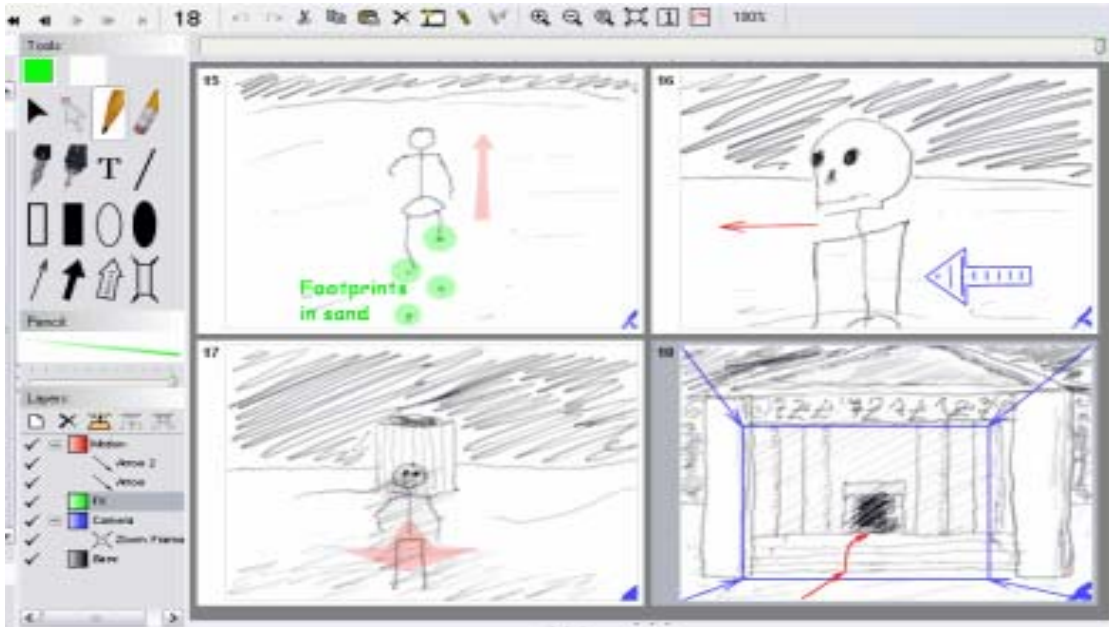 18
100%
Tools:
T
15
16
Footprints
in sand
Pencil:
17
18
Layers:
Motion
Arrow 2
Arrow
FX
Camera
Zoom Frame
Base